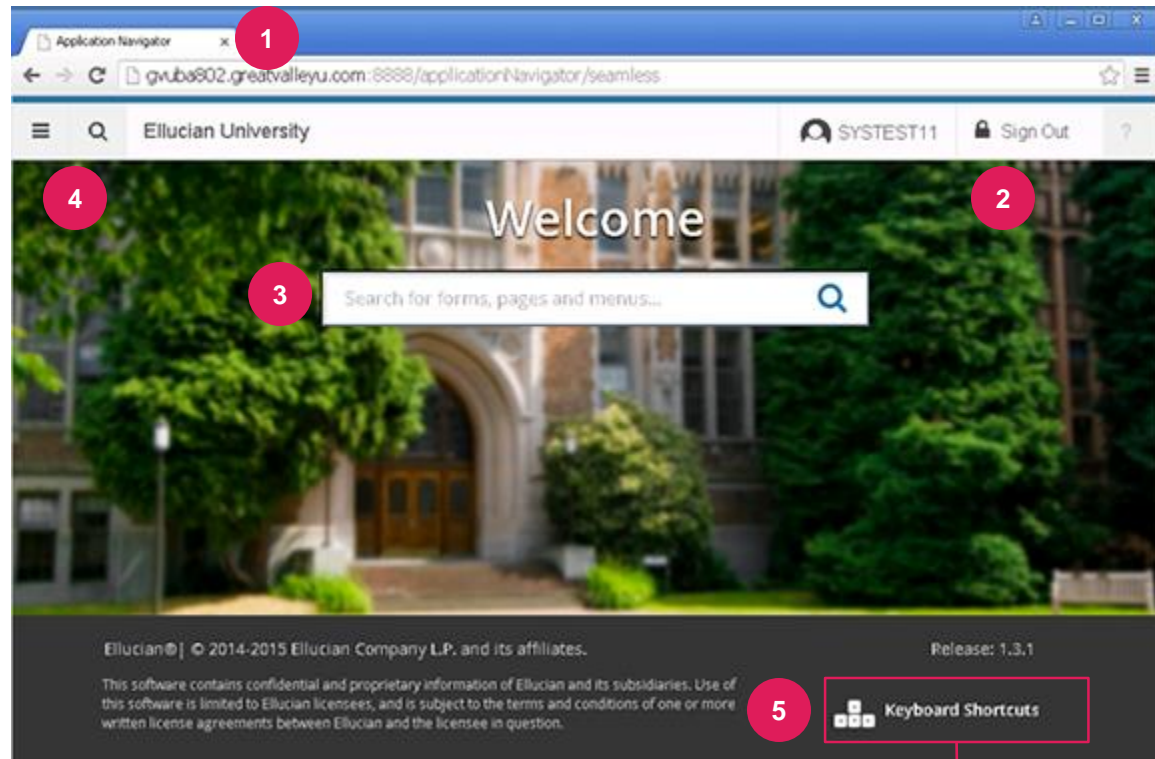 Application Navigator
1
gvuba802.greatvalleyu.com:8888/applicationNavigator/seamless
Ellucian University
SYSTEST11
Sign Out
?
4
2
Welcome
3
Search for forms, pages and menus...
Ellucian®| © 2014-2015 Ellucian Company L.P. and its affiliates.
Release: 1.3.1
This software contains confidential and proprietary information of Ellucian and its subsidiaries. Use of
this software is limited to Ellucian licensees, and is subject to the terms and conditions of one or more
written license agreements between Ellucian and the licensee in question.
5
Keyboard Shortcuts